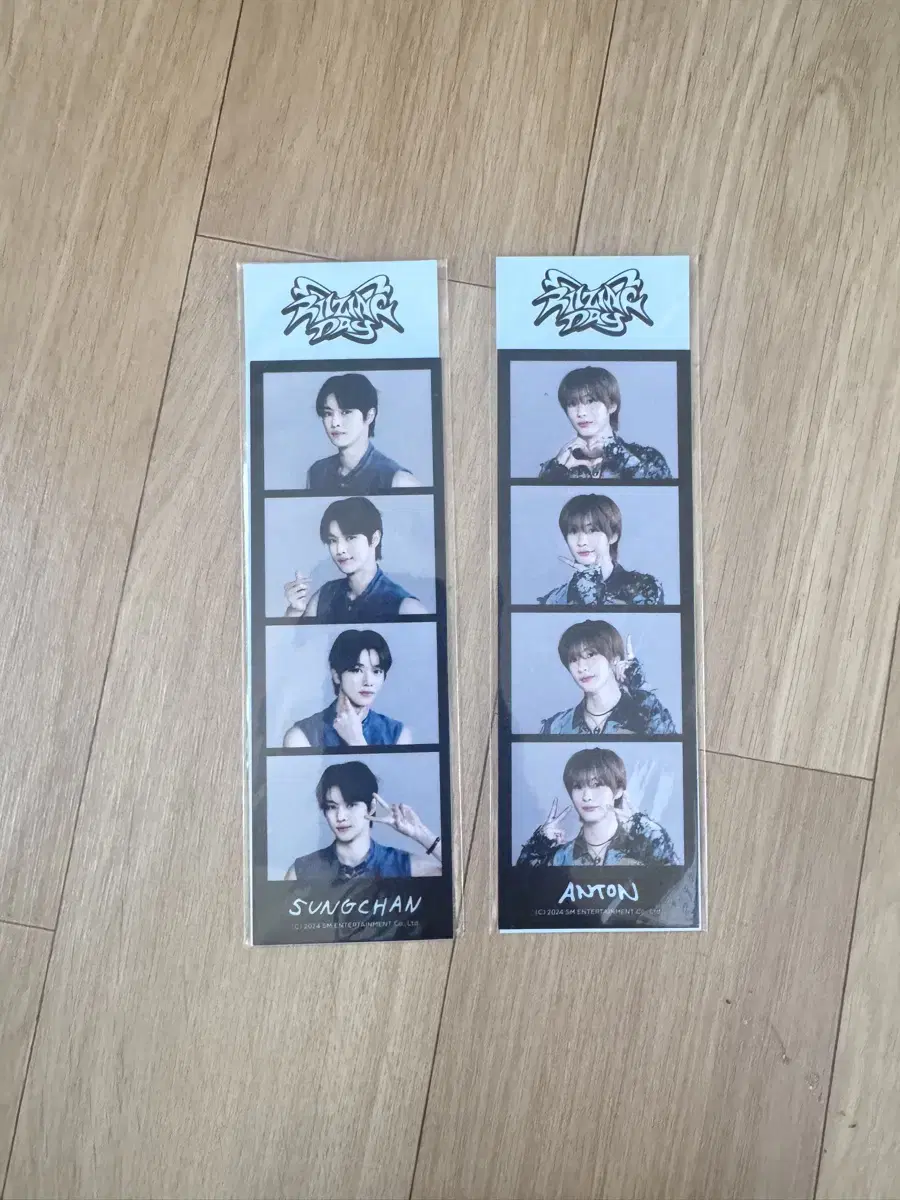 RIIZING
DAY
SUNGCHAN
(C) 2024 SM ENTERTAINMENT Co., Ltd.
RIIZING
DAY
ANTON
(C) 2024 SM ENTERTAINMENT Co., Ltd.